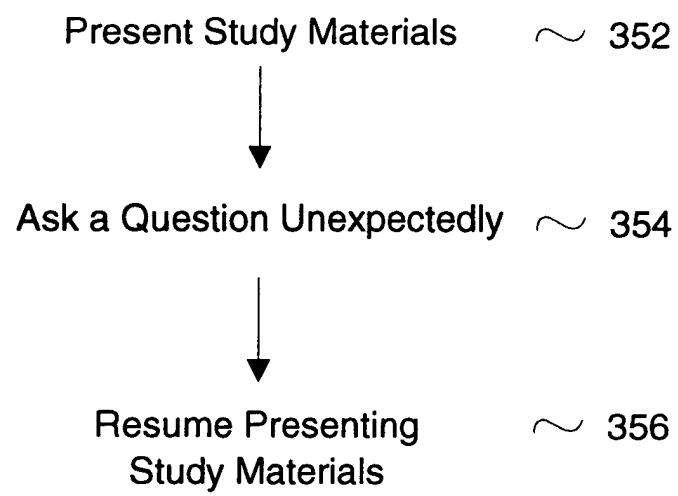 Present Study Materials 352
Ask a Question Unexpectedly 354
Resume Presenting 356
Study Materials